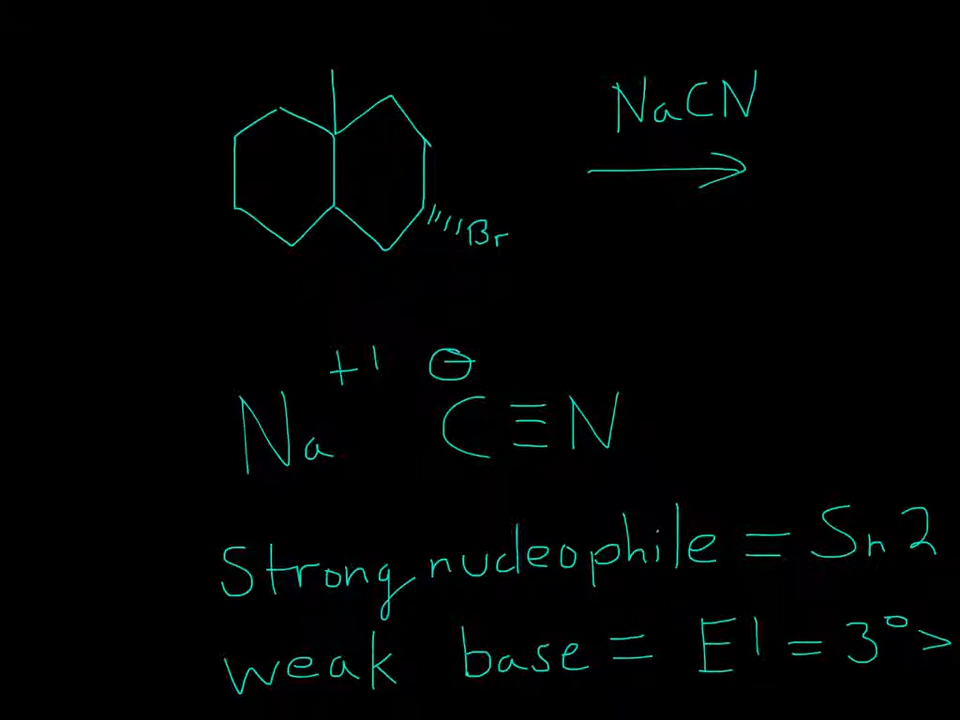 NaCN
Br
Na +1 ⊖ C≡N
Strong nucleophile = Sn2
weak base = E1 = 3° >